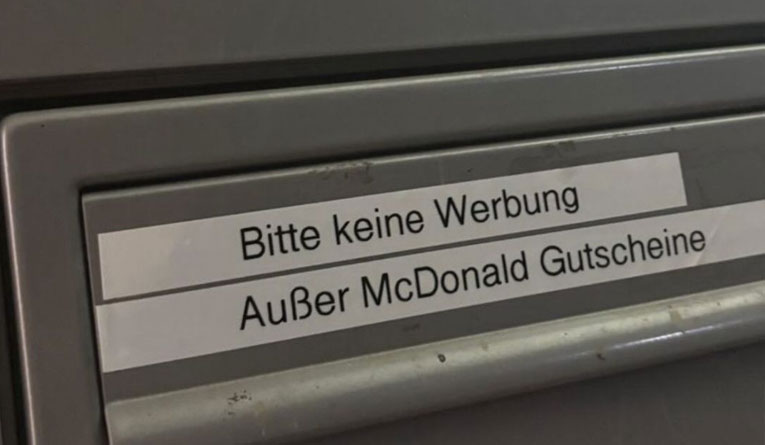 Bitte keine Werbung
Außer McDonald Gutscheine